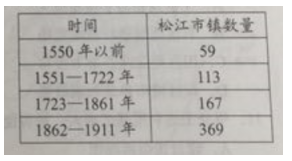 时间 松江市镇数量
1550年以前 59
1551—1722年 113
1723—1861年 167
1862—1911年 369